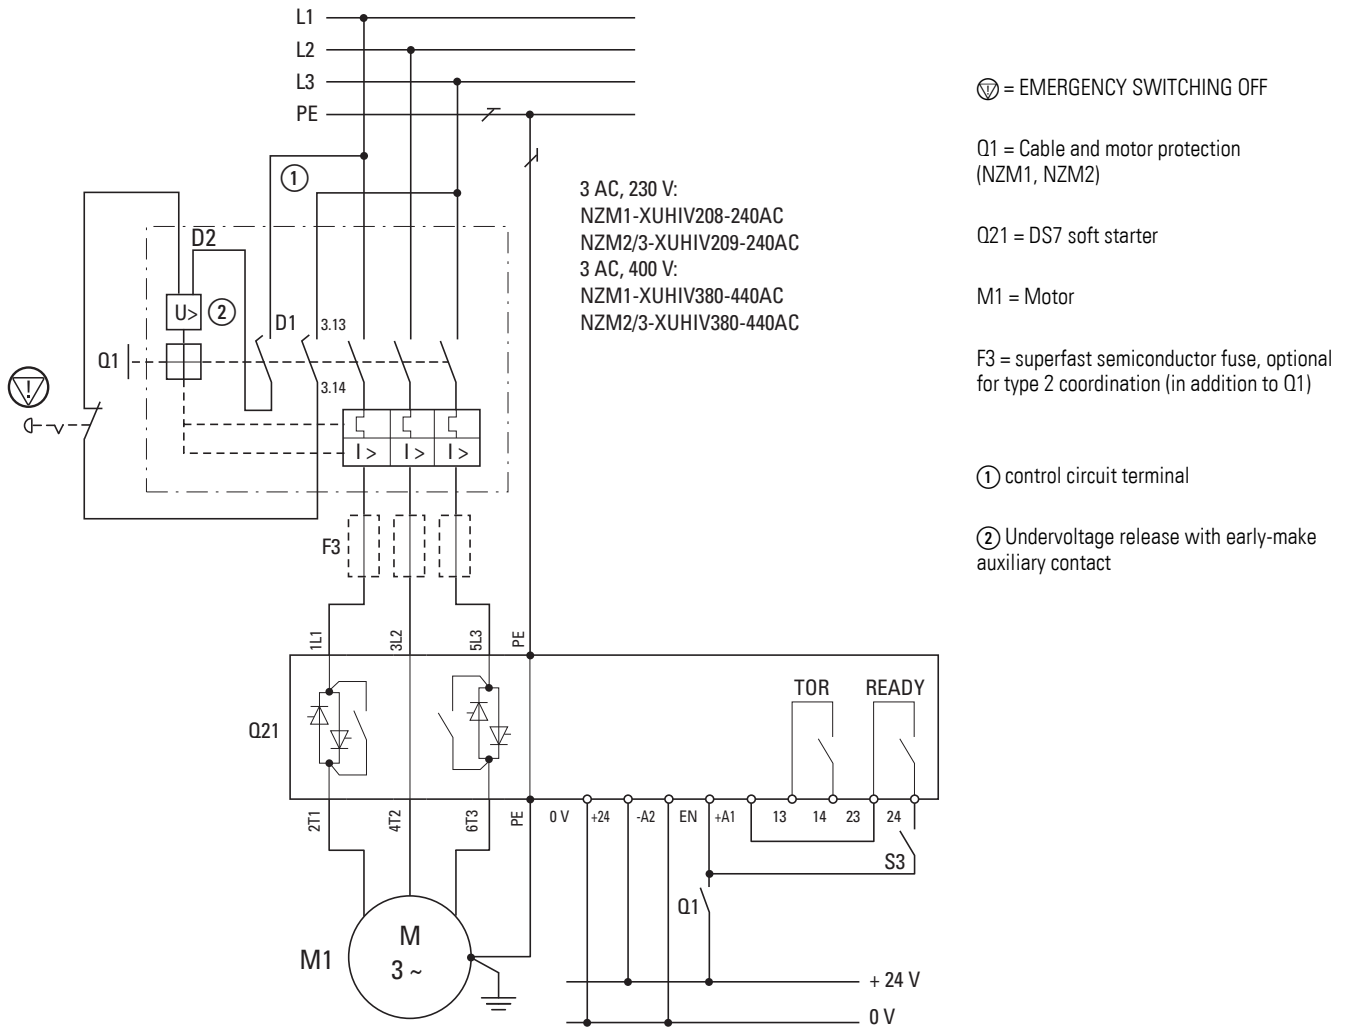 L1
L2
L3
PE
1
3 AC, 230 V:
NZM1-XUHIV208-240AC
NZM2/3-XUHIV209-240AC
3 AC, 400 V:
NZM1-XUHIV380-440AC
NZM2/3-XUHIV380-440AC
D2
U>
2
D1
3.13
Q1
3.14
I >
I >
I >
F3
1L1
3L2
5L3
PE
TOR
READY
Q21
2T1
4T2
6T3
PE
0 V
+24
-A2
EN
+A1
13
14
23
24
S3
Q1
M
3 ~
M1
+ 24 V
0 V
= EMERGENCY SWITCHING OFF
Q1 = Cable and motor protection
(NZM1, NZM2)
Q21 = DS7 soft starter
M1 = Motor
F3 = superfast semiconductor fuse, optional
for type 2 coordination (in addition to Q1)
1 control circuit terminal
2 Undervoltage release with early-make
auxiliary contact